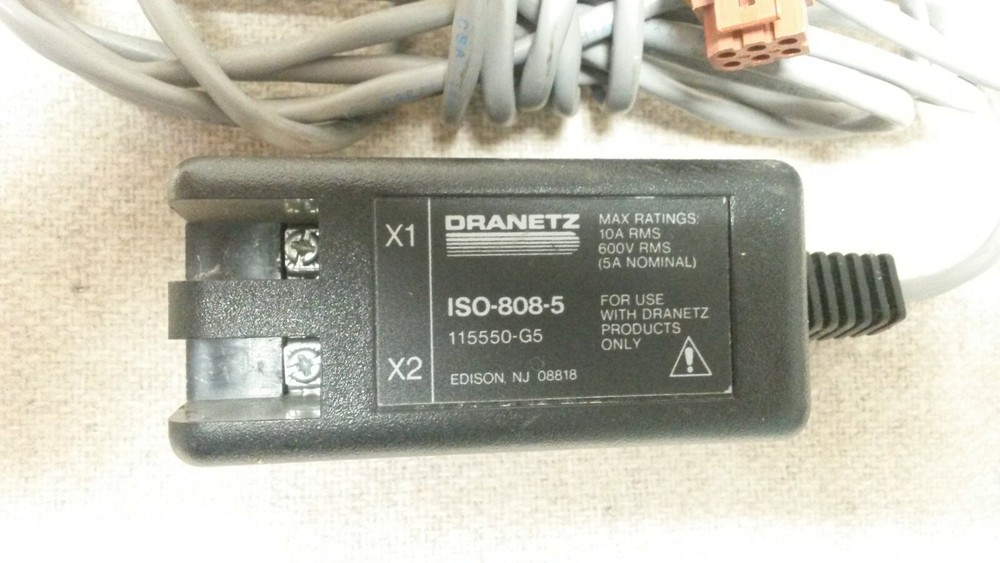 CSA
X1
X2
DRANETZ
ISO-808-5
115550-G5
EDISON, NJ 08818
MAX RATINGS:
10A RMS
600V RMS
(5A NOMINAL)
FOR USE
WITH DRANETZ
PRODUCTS
ONLY
!